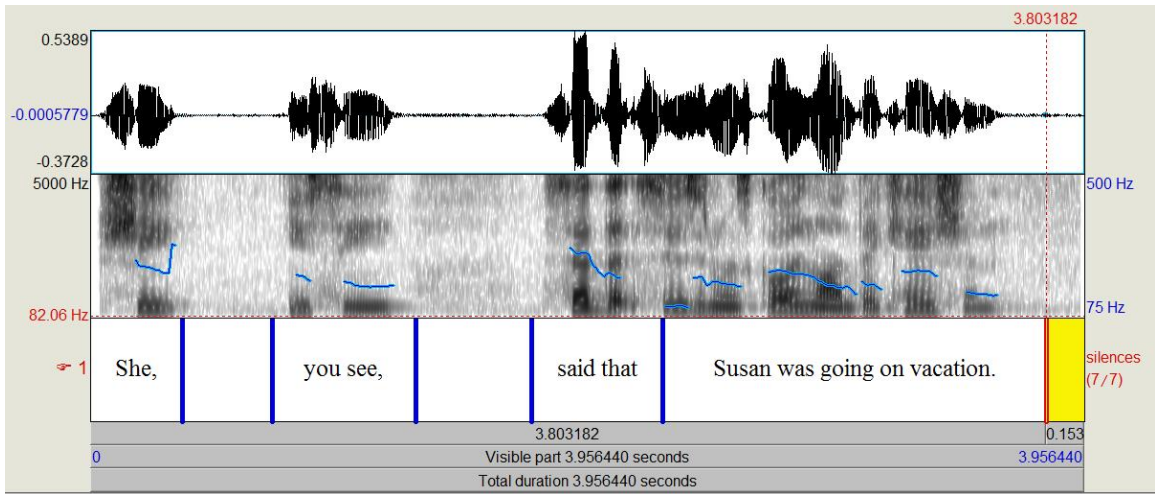 3.803182
0.5389
-0.0005779
-0.3728
5000 Hz
500 Hz
82.06 Hz
75 Hz
☞ 1
She,
you see,
said that
Susan was going on vacation.
silences
(7/7)
3.803182
0.153
0
Visible part 3.956440 seconds
3.956440
Total duration 3.956440 seconds